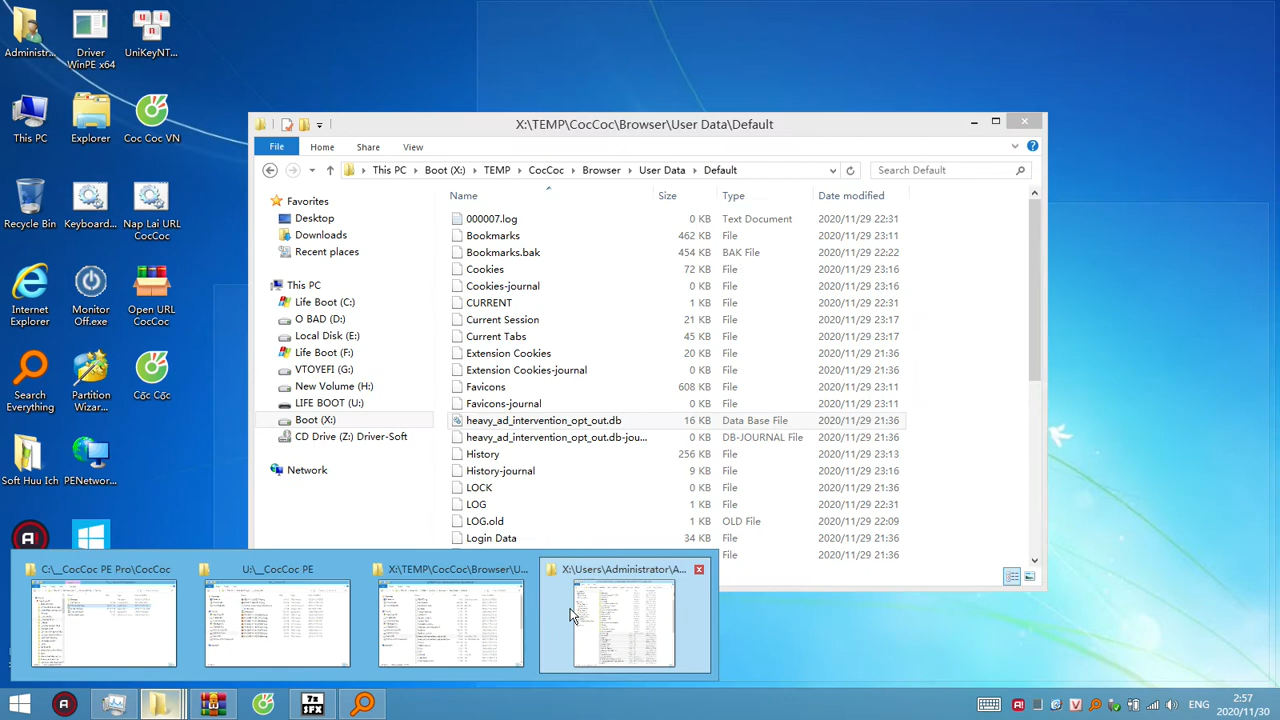 Administr...
Driver
WinPE x64
UniKeyNT...
This PC
Explorer
Coc Coc VN
Recycle Bin
Keyboard...
Nap Lai URL
CocCoc
Internet
Explorer
Monitor
Off.exe
Open URL
CocCoc
Search
Everything
Partition
Wizar...
Cốc Cốc
Soft Huu Ich
PENetwor...
X:\TEMP\CocCoc\Browser\User Data\Default
File
Home
Share
View
This PC
Boot (X:)
TEMP
CocCoc
Browser
User Data
Default
Search Default
Favorites
Desktop
Downloads
Recent places
This PC
Life Boot (C:)
O BAD (D:)
Local Disk (E:)
Life Boot (F:)
VTOYEFI (G:)
New Volume (H:)
LIFE BOOT (U:)
Boot (X:)
CD Drive (Z:) Driver-Soft
Network
Name Size Type Date modified
000007.log 0 KB Text Document 2020/11/29 22:31
Bookmarks 462 KB File 2020/11/29 23:11
Bookmarks.bak 454 KB BAK File 2020/11/29 22:22
Cookies 72 KB File 2020/11/29 23:16
Cookies-journal 0 KB File 2020/11/29 23:16
CURRENT 1 KB File 2020/11/29 22:31
Current Session 21 KB File 2020/11/29 23:17
Current Tabs 45 KB File 2020/11/29 23:17
Extension Cookies 20 KB File 2020/11/29 21:36
Extension Cookies-journal 0 KB File 2020/11/29 21:36
Favicons 608 KB File 2020/11/29 23:11
Favicons-journal 0 KB File 2020/11/29 23:11
heavy_ad_intervention_opt_out.db 16 KB Data Base File 2020/11/29 21:36
heavy_ad_intervention_opt_out.db-jou... 0 KB DB-JOURNAL File 2020/11/29 21:36
History 256 KB File 2020/11/29 23:13
History-journal 9 KB File 2020/11/29 23:13
LOCK 0 KB File 2020/11/29 21:36
LOG 1 KB File 2020/11/29 22:31
LOG.old 1 KB OLD File 2020/11/29 22:09
Login Data 34 KB File 2020/11/29 22:31
File 2020/11/29 22:31
C:\__CocCoc PE Pro\CocCoc
U:\__CocCoc PE
X:\TEMP\CocCoc\Browser\U...
X:\Users\Administrator\A...
7z
SFX
ENG
2:57
2020/11/30